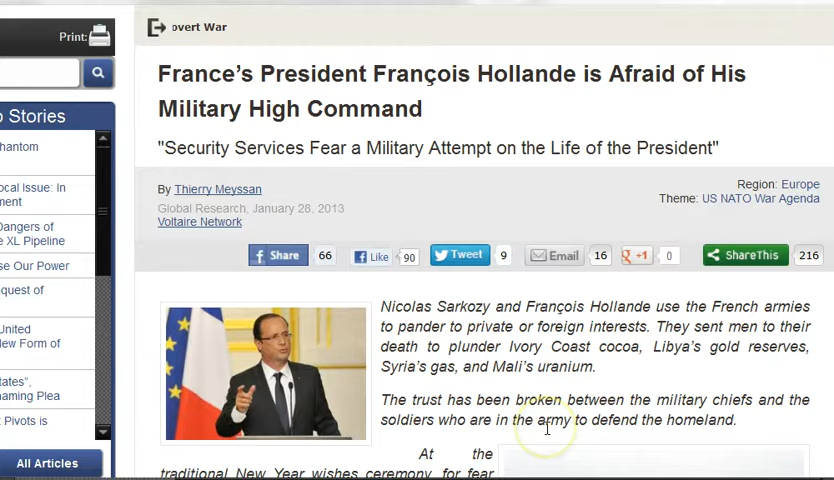 Print:
overt War
France's President François Hollande is Afraid of His
Military High Command
"Security Services Fear a Military Attempt on the Life of the President"
By Thierry Meyssan
Global Research, January 28, 2013
Voltaire Network
Region: Europe
Theme: US NATO War Agenda
Share 66 Like 90 Tweet 9 Email 16 +1 0 ShareThis 216
Nicolas Sarkozy and François Hollande use the French armies
to pander to private or foreign interests. They sent men to their
death to plunder Ivory Coast cocoa, Libya's gold reserves,
Syria's gas, and Mali's uranium.
The trust has been broken between the military chiefs and the
soldiers who are in the army to defend the homeland.
At the
traditional New Year wishes ceremony, for fear
Stories
hantom
ocal Issue: In
ment
Dangers of
e XL Pipeline
se Our Power
nquest of
United
New Form of
tates",
naming Plea
t Pivots is
All Articles